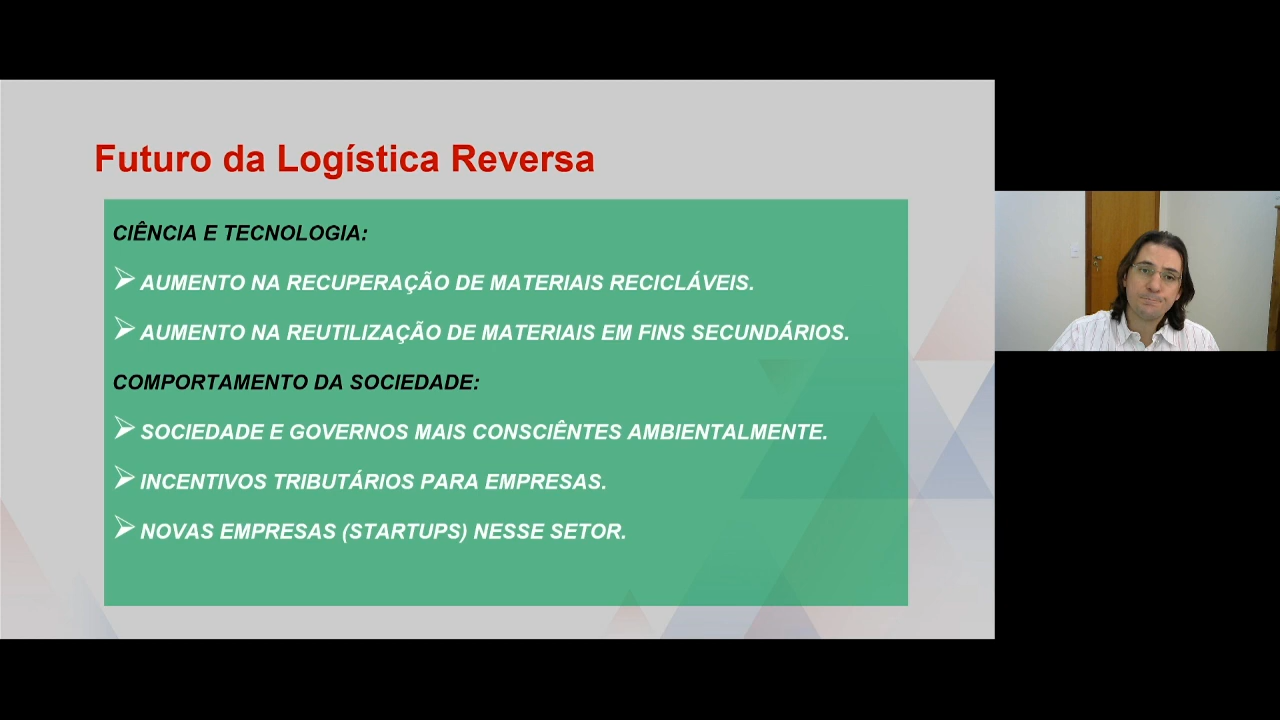 Futuro da Logística Reversa
CIÊNCIA E TECNOLOGIA:
AUMENTO NA RECUPERAÇÃO DE MATERIAIS RECICLÁVEIS.
AUMENTO NA REUTILIZAÇÃO DE MATERIAIS EM FINS SECUNDÁRIOS.
COMPORTAMENTO DA SOCIEDADE:
SOCIEDADE E GOVERNOS MAIS CONSCIÊNTES AMBIENTALMENTE.
INCENTIVOS TRIBUTÁRIOS PARA EMPRESAS.
NOVAS EMPRESAS (STARTUPS) NESSE SETOR.